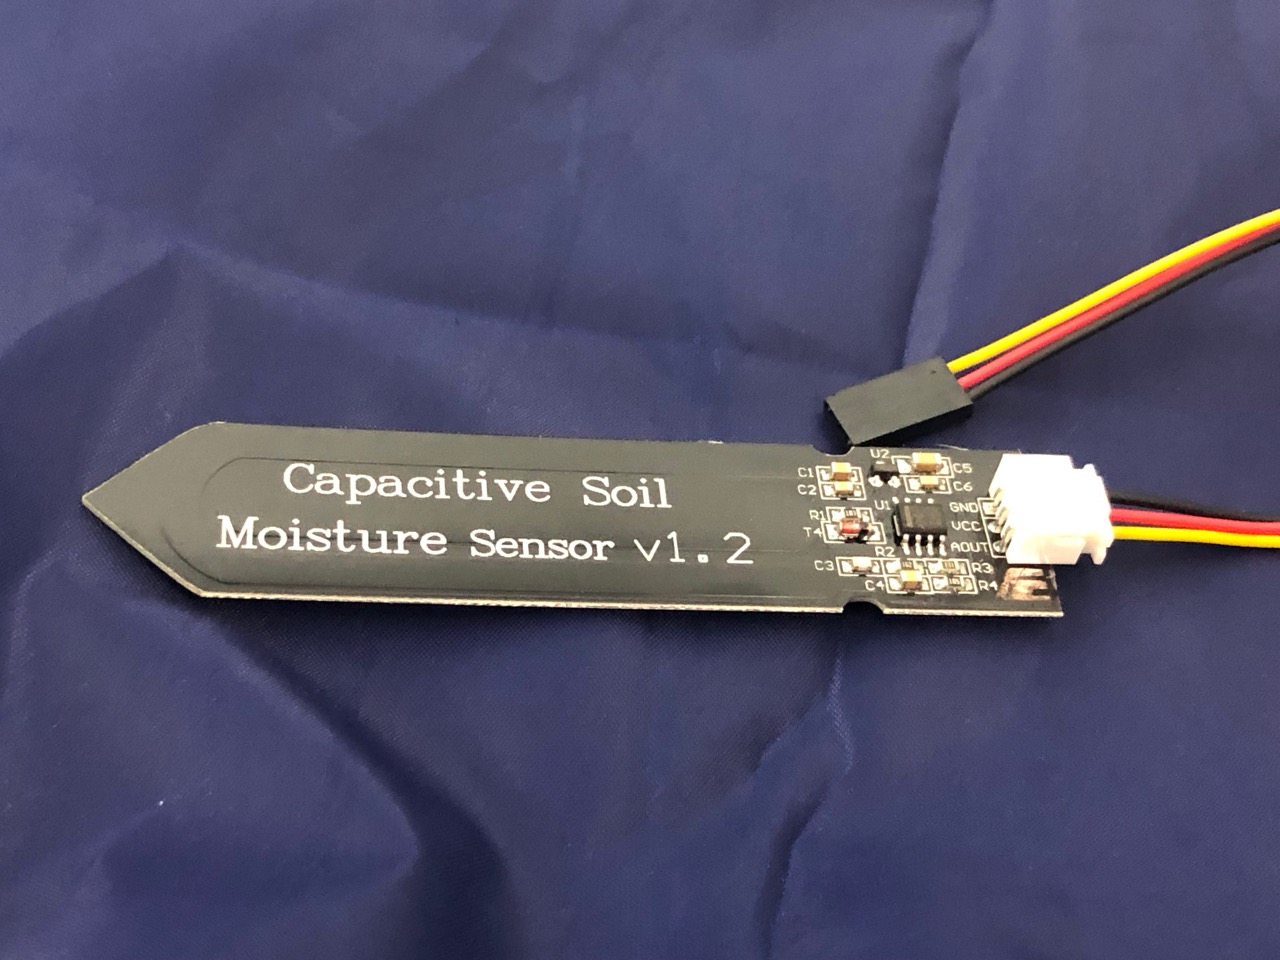 Capacitive Soil
Moisture Sensor v1.2
C1
C2
R1
T4
C3
U2
C5
C6
U1
GND
VCC
AOUT
R2
R3
C4
R4